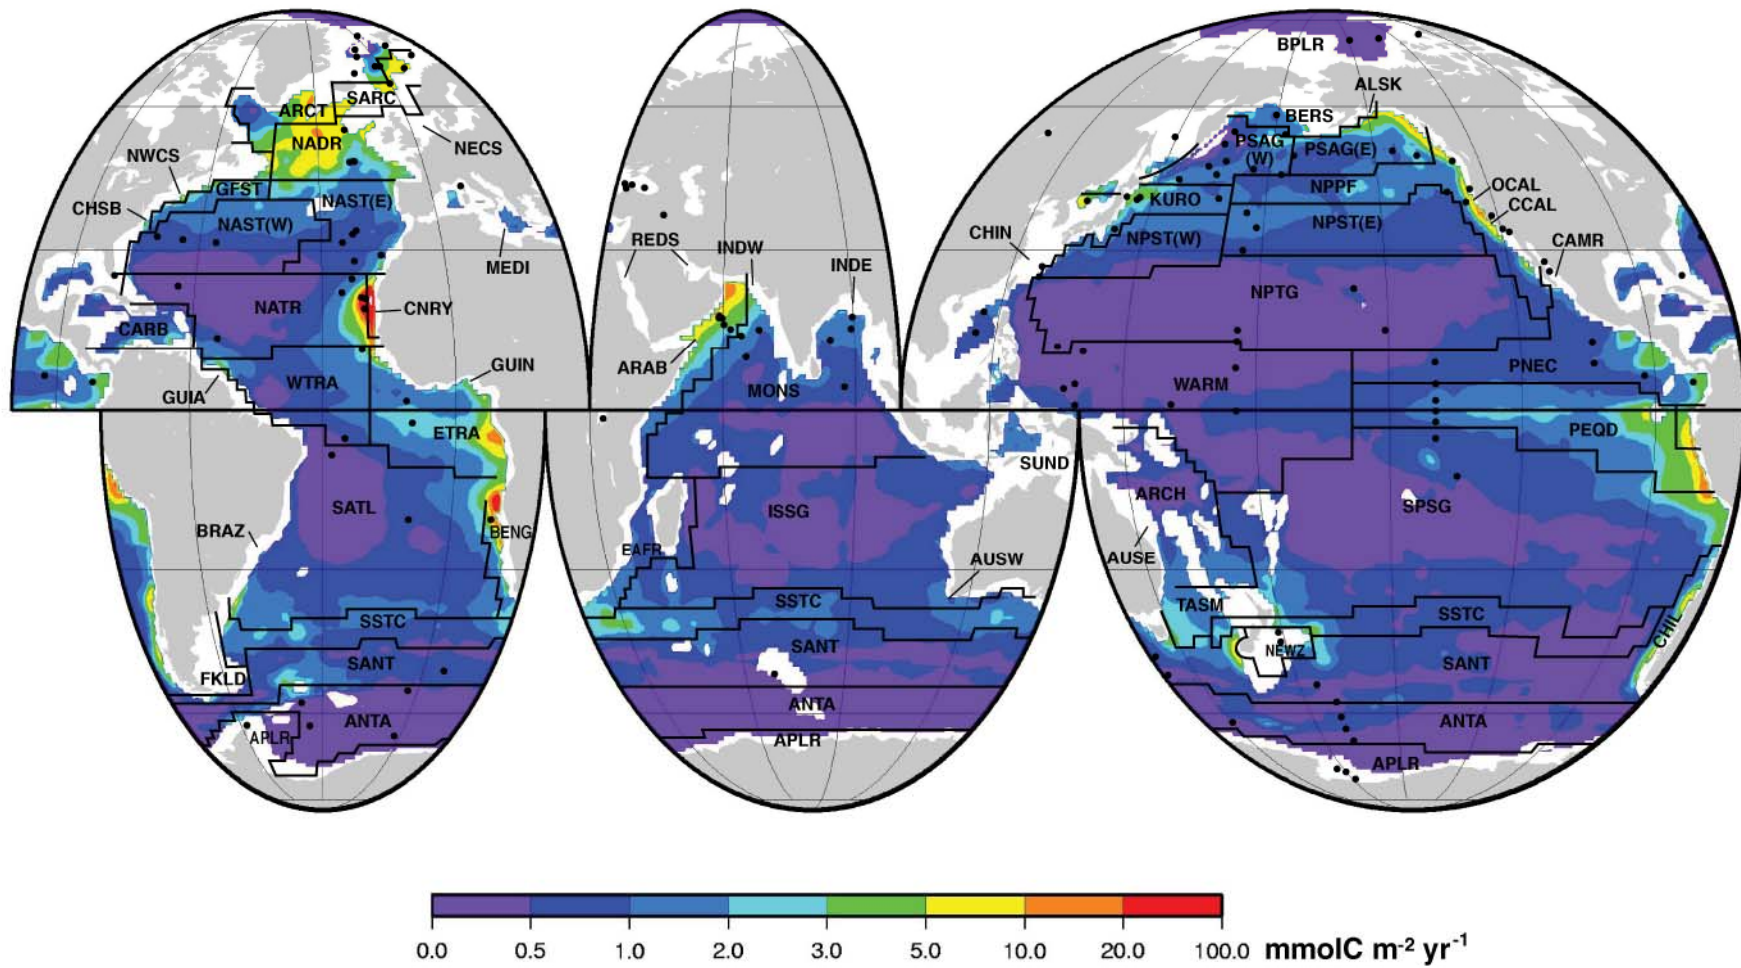 BPLR
ALSK
SARC
ARCT
BERS
NADR
NECS
PSAG
(W)
PSAG(E)
NWCS
GFST
NAST(E)
NPPF
OCAL
CCAL
CHSB
NAST(W)
KURO
NPST(E)
CHIN
NPST(W)
CAMR
REDS
INDW
INDE
MEDI
NATR
CNRY
NPTG
CARB
ARAB
GUIN
PNEC
WTRA
GUIA
MONS
WARM
ETRA
PEQD
SUND
ARCH
SATL
ISSG
SPSG
BRAZ
BENG
EAFR
AUSW
AUSE
SSTC
SSTC
TASM
SSTC
CHIL
SANT
SANT
NEWZ
SANT
FKLD
ANTA
ANTA
ANTA
APLR
APLR
APLR
0.0 0.5 1.0 2.0 3.0 5.0 10.0 20.0 100.0 mmolC m⁻² yr⁻¹